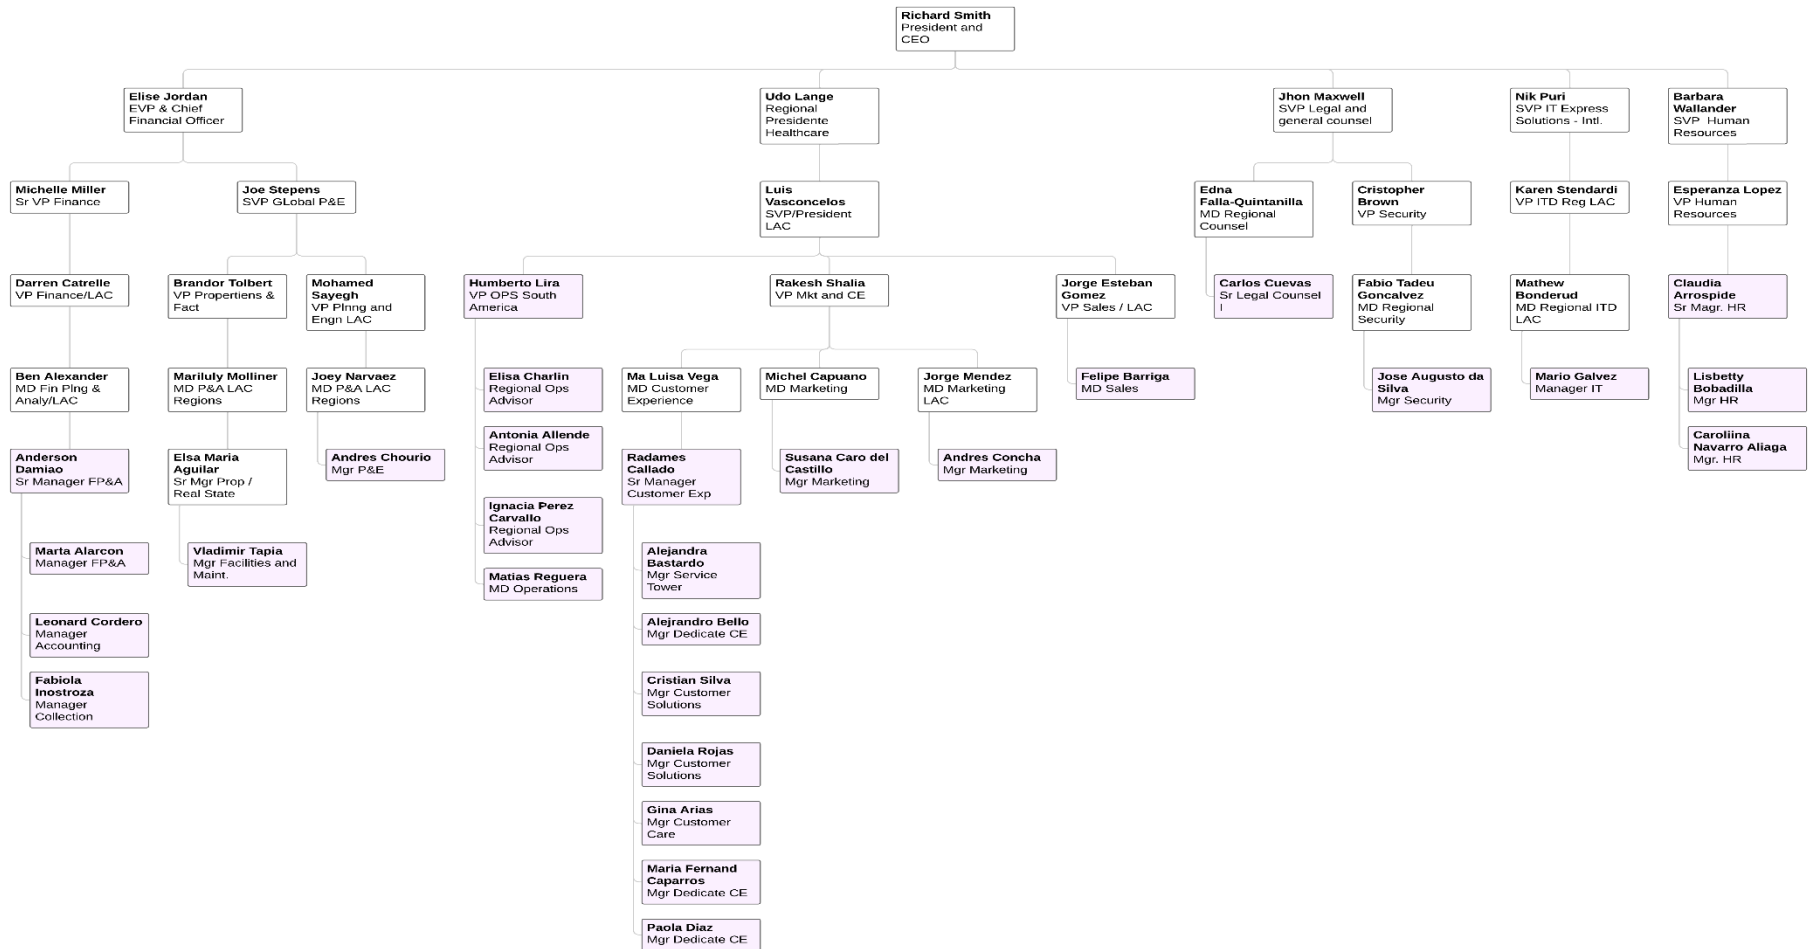 Richard Smith
President and
CEO
Elise Jordan
EVP & Chief
Financial Officer
Udo Lange
Regional
Presidente
Healthcare
Jhon Maxwell
SVP Legal and
general counsel
Nik Puri
SVP IT Express
Solutions - Intl.
Barbara
Wallander
SVP  Human
Resources
Michelle Miller
Sr VP Finance
Joe Stepens
SVP GLobal P&E
Luis
Vasconcelos
SVP/President
LAC
Edna
Falla-Quintanilla
MD Regional
Counsel
Cristopher
Brown
VP Security
Karen Stendardi
VP ITD Reg LAC
Esperanza Lopez
VP Human
Resources
Darren Catrelle
VP Finance/LAC
Brandor Tolbert
VP Propertiens &
Fact
Mohamed
Sayegh
VP Plnng and
Engn LAC
Humberto Lira
VP OPS South
America
Rakesh Shalia
VP Mkt and CE
Jorge Esteban
Gomez
VP Sales / LAC
Carlos Cuevas
Sr Legal Counsel
I
Fabio Tadeu
Goncalvez
MD Regional
Security
Mathew
Bonderud
MD Regional ITD
LAC
Claudia
Arrospide
Sr Magr. HR
Ben Alexander
MD Fin Plng &
Analy/LAC
Mariluly Molliner
MD P&A LAC
Regions
Joey Narvaez
MD P&A LAC
Regions
Elisa Charlin
Regional Ops
Advisor
Ma Luisa Vega
MD Customer
Experience
Michel Capuano
MD Marketing
Jorge Mendez
MD Marketing
LAC
Felipe Barriga
MD Sales
Jose Augusto da
Silva
Mgr Security
Mario Galvez
Manager IT
Lisbetty
Bobadilla
Mgr HR
Antonia Allende
Regional Ops
Advisor
Caroliina
Navarro Aliaga
Mgr. HR
Anderson
Damiao
Sr Manager FP&A
Elsa Maria
Aguilar
Sr Mgr Prop /
Real State
Andres Chourio
Mgr P&E
Radames
Callado
Sr Manager
Customer Exp
Susana Caro del
Castillo
Mgr Marketing
Andres Concha
Mgr Marketing
Ignacia Perez
Carvallo
Regional Ops
Advisor
Marta Alarcon
Manager FP&A
Vladimir Tapia
Mgr Facilities and
Maint.
Matias Reguera
MD Operations
Alejandra
Bastardo
Mgr Service
Tower
Leonard Cordero
Manager
Accounting
Alejrandro Bello
Mgr Dedicate CE
Fabiola
Inostroza
Manager
Collection
Cristian Silva
Mgr Customer
Solutions
Daniela Rojas
Mgr Customer
Solutions
Gina Arias
Mgr Customer
Care
Maria Fernand
Caparros
Mgr Dedicate CE
Paola Diaz
Mgr Dedicate CE